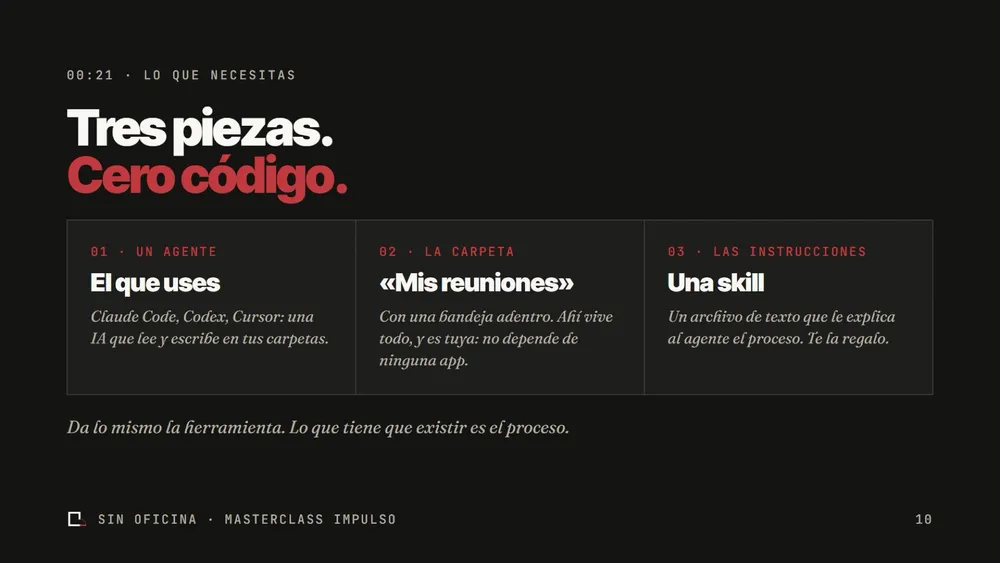 00:21 · LO QUE NECESITAS
Tres piezas.
Cero código.
01 · UN AGENTE
El que uses
Claude Code, Codex, Cursor: una
IA que lee y escribe en tus carpetas.
02 · LA CARPETA
«Mis reuniones»
Con una bandeja adentro. Ahí vive
todo, y es tuya: no depende de
ninguna app.
03 · LAS INSTRUCCIONES
Una skill
Un archivo de texto que le explica
al agente el proceso. Te la regalo.
Da lo mismo la herramienta. Lo que tiene que existir es el proceso.
SIN OFICINA · MASTERCLASS IMPULSO
10